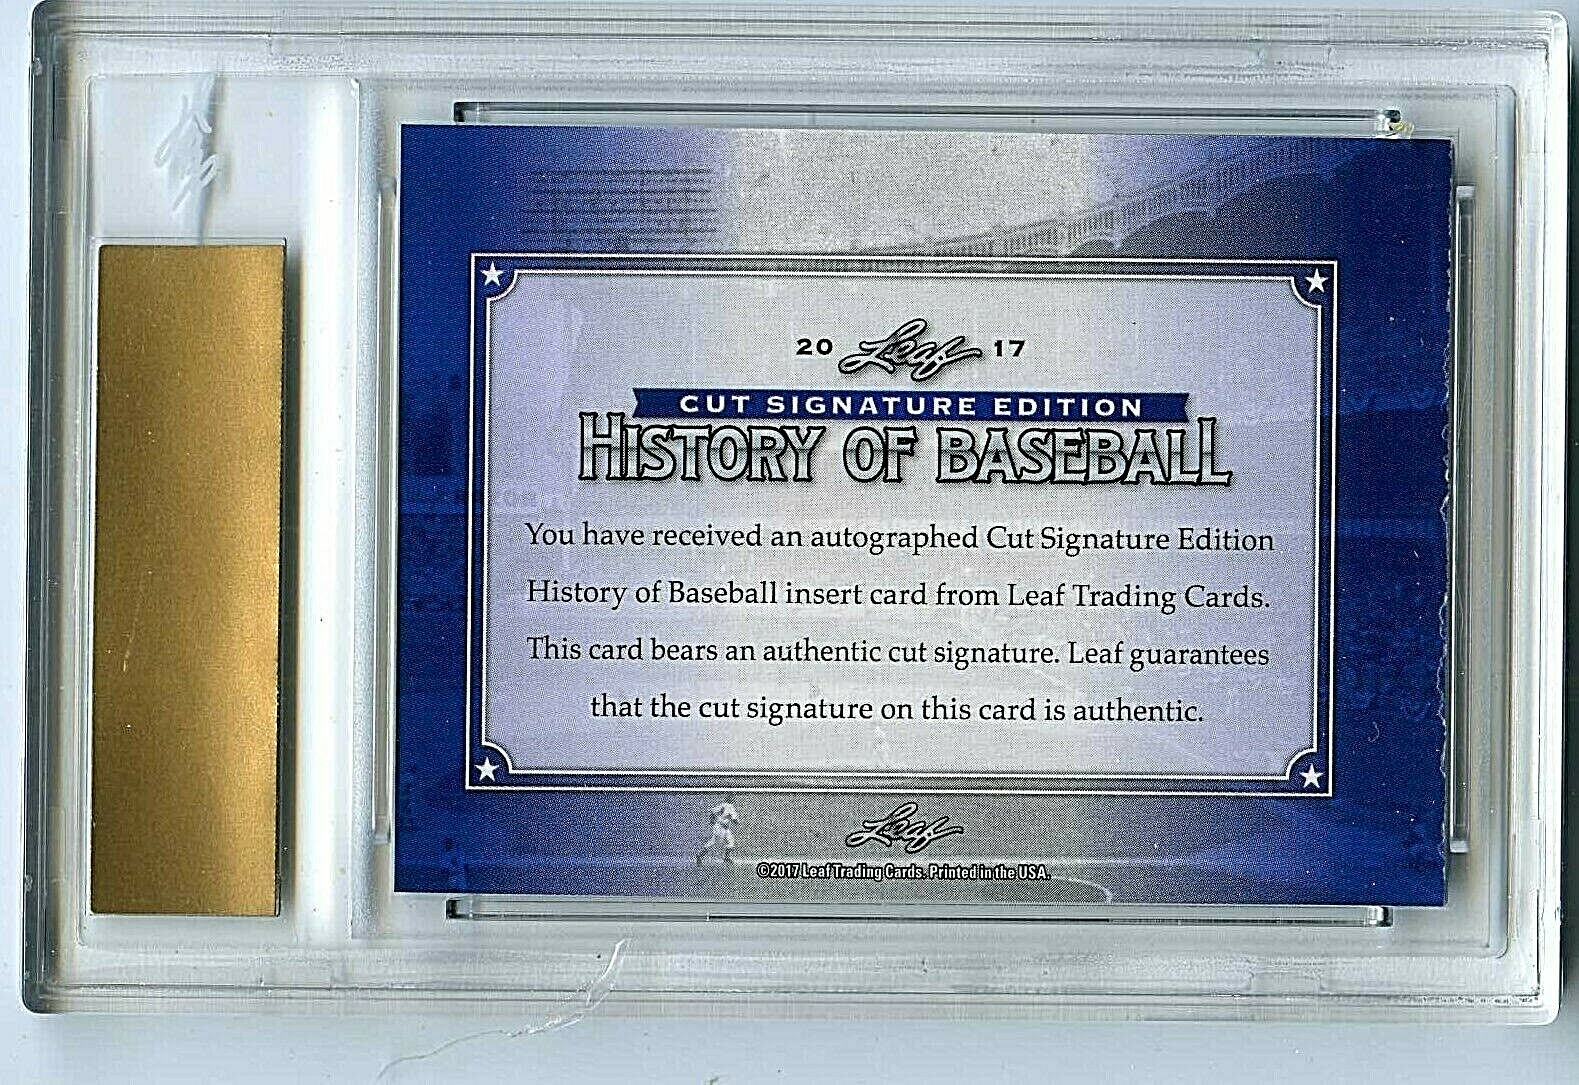 20 Leaf 17
CUT SIGNATURE EDITION
HISTORY OF BASEBALL
You have received an autographed Cut Signature Edition
History of Baseball insert card from Leaf Trading Cards.
This card bears an authentic cut signature. Leaf guarantees
that the cut signature on this card is authentic.
Leaf
©2017 Leaf Trading Cards. Printed in the USA.